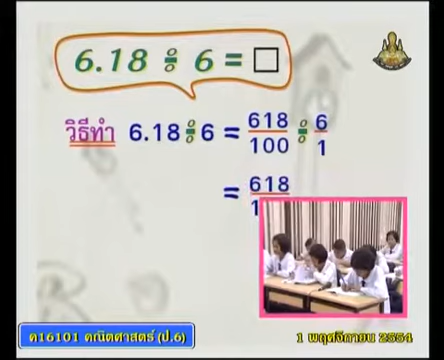 6.18 ÷ 6 = □
วิธีทำ 6.18 ÷ 6 = 618/100 ÷ 6/1
= 618/1
ค16101 คณิตศาสตร์ (ป.6)
1 พฤศจิกายน 2554